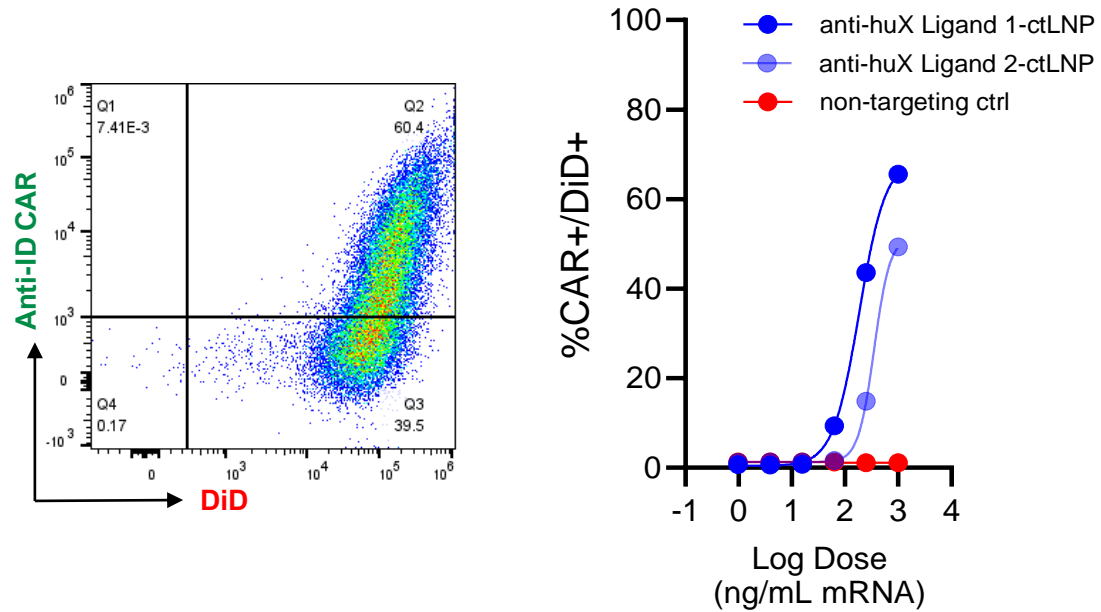 Anti-ID CAR
10^6
10^5
10^4
10^3
0
-10^3
Q1
7.41E-3
Q2
60.4
Q4
0.17
Q3
39.5
0
10^3
10^4
10^5
10^6
DiD
anti-huX Ligand 1-ctLNP
anti-huX Ligand 2-ctLNP
non-targeting ctrl
%CAR+/DiD+
100
80
60
40
20
0
-1 0 1 2 3 4
Log Dose
(ng/mL mRNA)